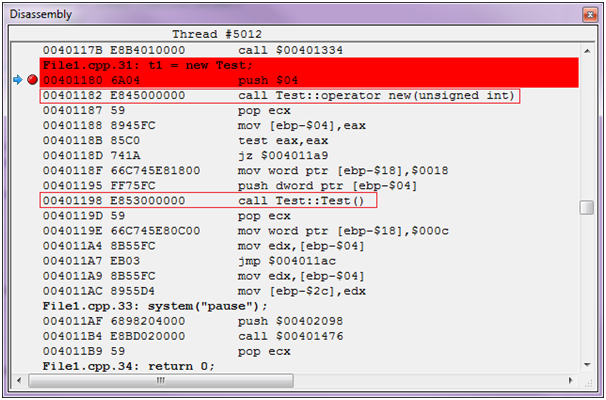 Disassembly
Thread #5012
0040117B E8B4010000 call $00401334
File1.cpp.31: t1 = new Test;
00401180 6A04 push $04
00401182 E845000000 call Test::operator new(unsigned int)
00401187 59 pop ecx
00401188 8945FC mov [ebp-$04],eax
0040118B 85C0 test eax,eax
0040118D 741A jz $004011a9
0040118F 66C745E81800 mov word ptr [ebp-$18],$0018
00401195 FF75FC push dword ptr [ebp-$04]
00401198 E853000000 call Test::Test()
0040119D 59 pop ecx
0040119E 66C745E80C00 mov word ptr [ebp-$18],$000c
004011A4 8B55FC mov edx,[ebp-$04]
004011A7 EB03 jmp $004011ac
004011A9 8B55FC mov edx,[ebp-$04]
004011AC 8955D4 mov [ebp-$2c],edx
File1.cpp.33: system("pause");
004011AF 6898204000 push $00402098
004011B4 E8BD020000 call $00401476
004011B9 59 pop ecx
File1.cpp.34: return 0;